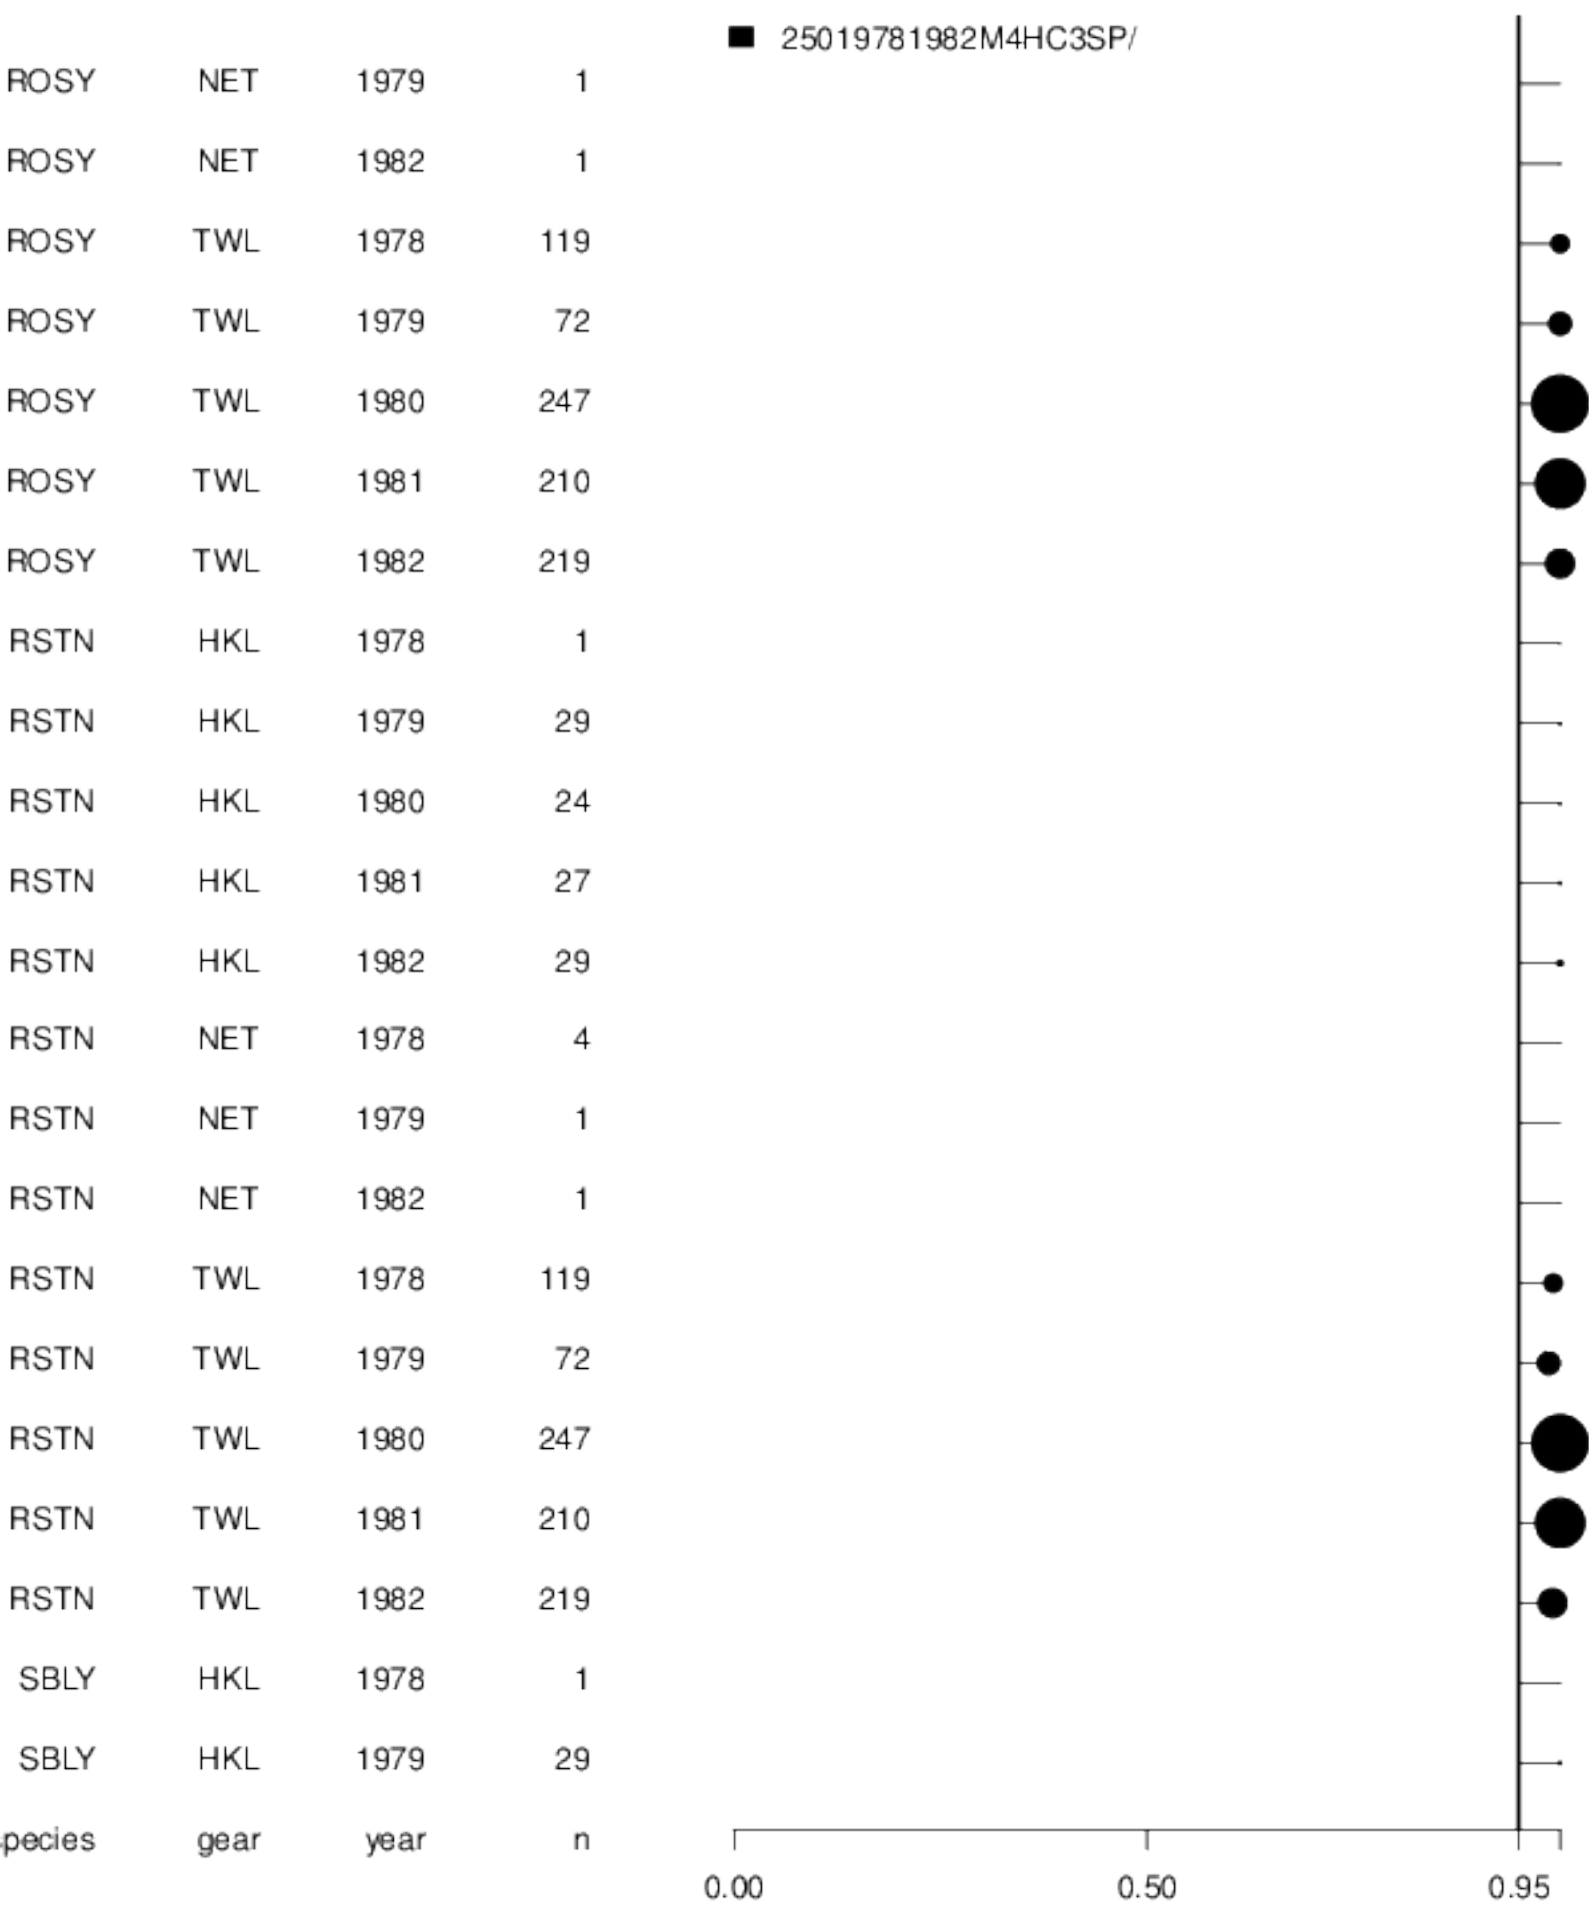 25019781982M4HC3SP/
ROSY NET 1979 1
ROSY NET 1982 1
ROSY TWL 1978 119
ROSY TWL 1979 72
ROSY TWL 1980 247
ROSY TWL 1981 210
ROSY TWL 1982 219
RSTN HKL 1978 1
RSTN HKL 1979 29
RSTN HKL 1980 24
RSTN HKL 1981 27
RSTN HKL 1982 29
RSTN NET 1978 4
RSTN NET 1979 1
RSTN NET 1982 1
RSTN TWL 1978 119
RSTN TWL 1979 72
RSTN TWL 1980 247
RSTN TWL 1981 210
RSTN TWL 1982 219
SBLY HKL 1978 1
SBLY HKL 1979 29
pecies gear year n
0.00 0.50 0.95